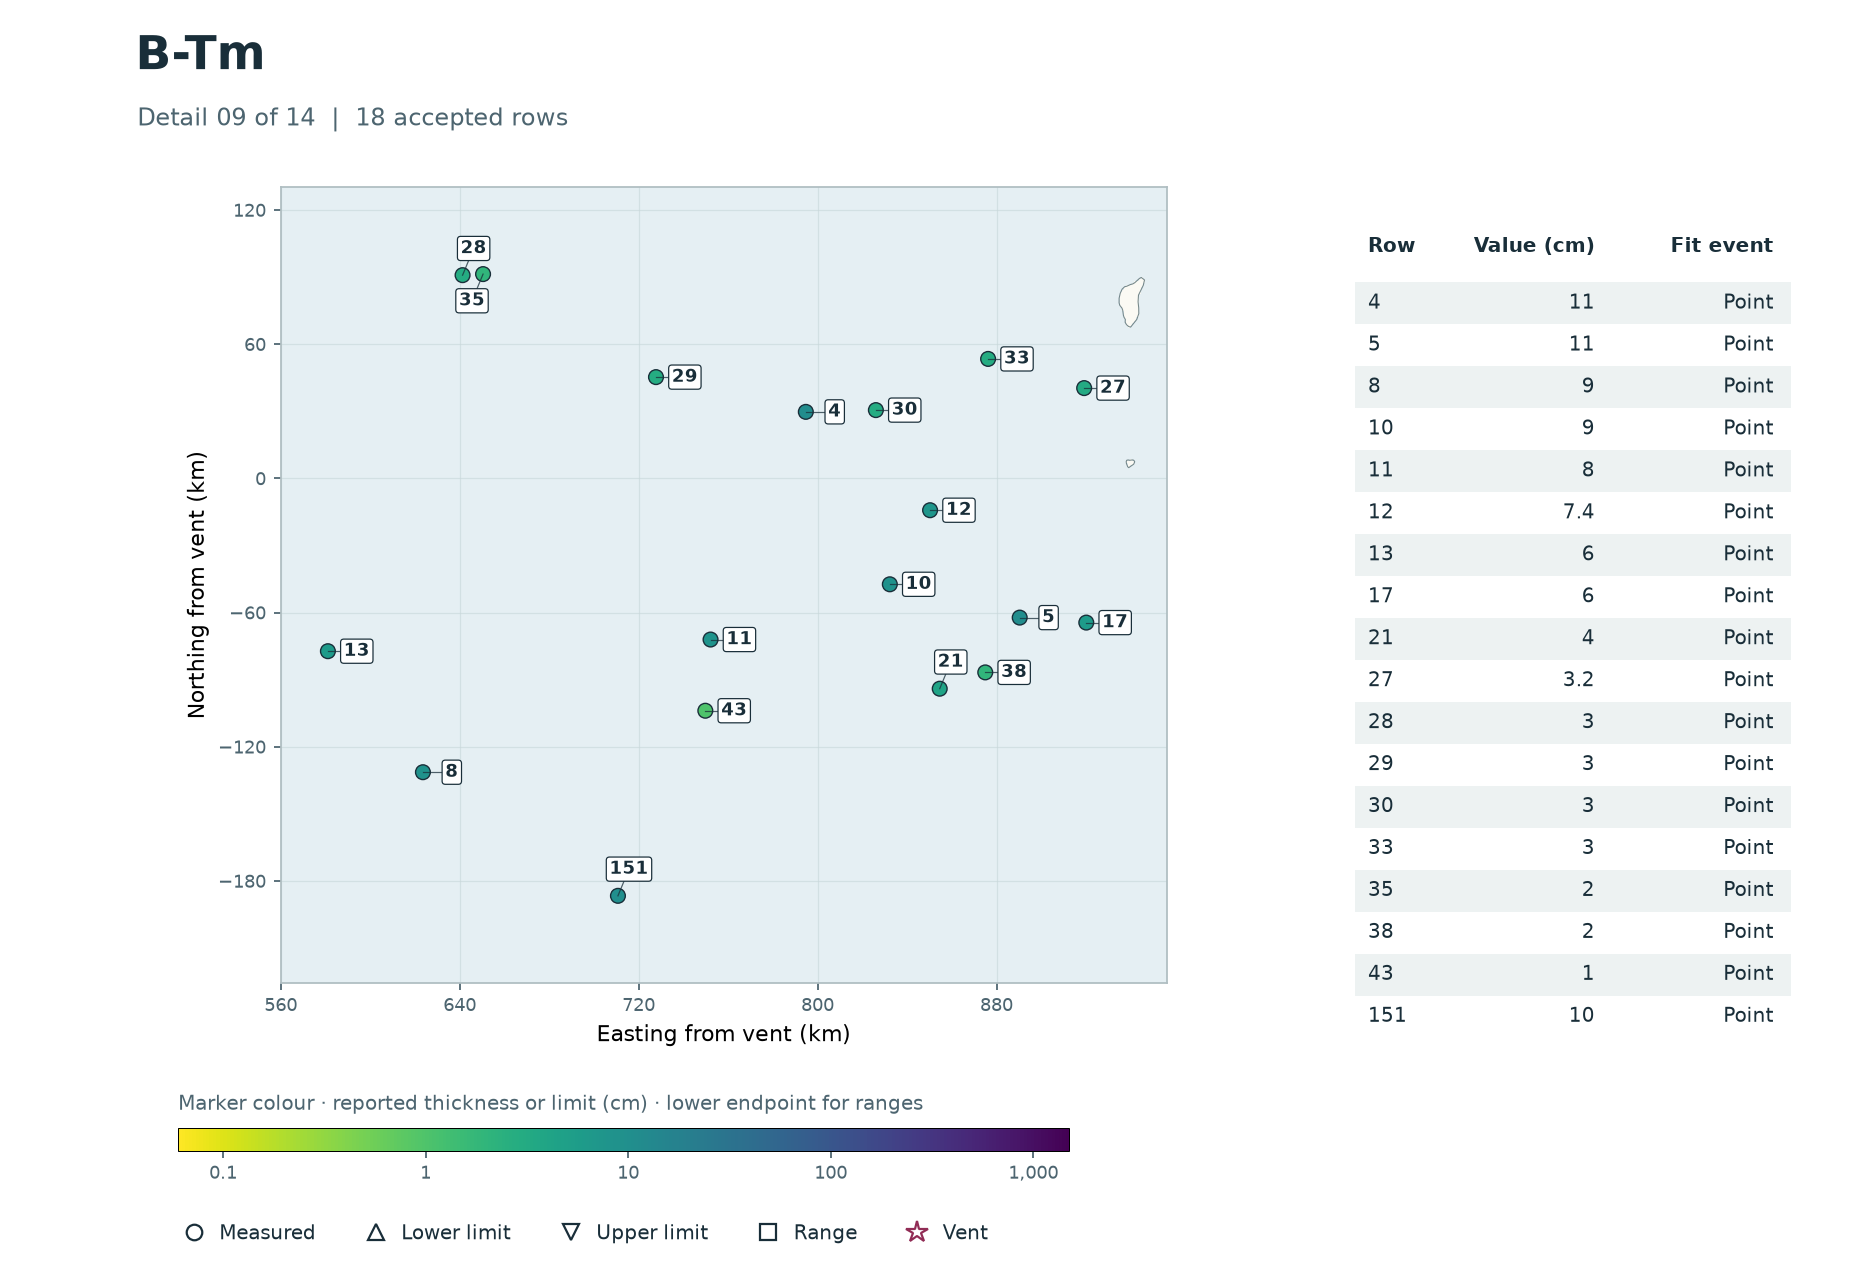 B-Tm
Detail 09 of 14 | 18 accepted rows
120
60
0
−60
−120
−180
Northing from vent (km)
28
35
29
33
27
4
30
12
10
5
17
11
13
21
38
43
8
151
560 640 720 800 880
Easting from vent (km)
Row Value (cm) Fit event
4 11 Point
5 11 Point
8 9 Point
10 9 Point
11 8 Point
12 7.4 Point
13 6 Point
17 6 Point
21 4 Point
27 3.2 Point
28 3 Point
29 3 Point
30 3 Point
33 3 Point
35 2 Point
38 2 Point
43 1 Point
151 10 Point
Marker colour · reported thickness or limit (cm) · lower endpoint for ranges
0.1 1 10 100 1,000
Measured Lower limit Upper limit Range Vent